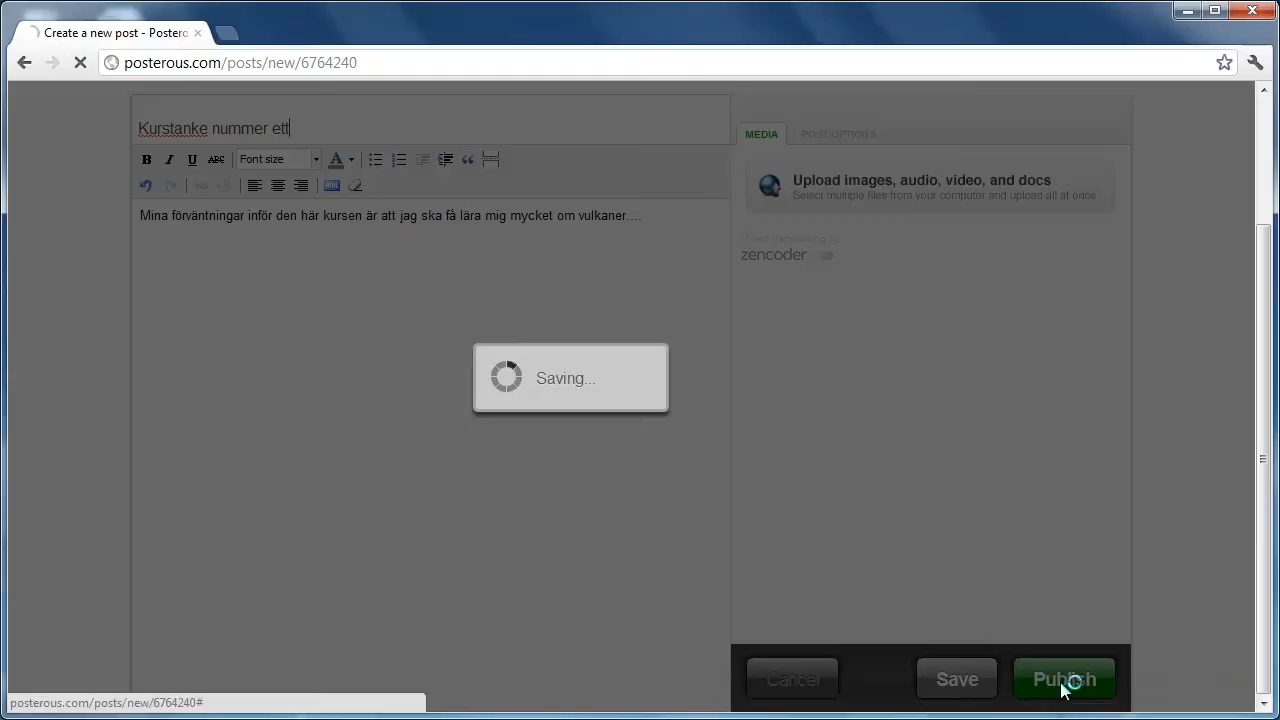 Create a new post - Postero
posterous.com/posts/new/6764240
Kurstanke nummer ett
MEDIA
POST OPTIONS
B I U ABC Font size A
HTML
Upload images, audio, video, and docs
Select multiple files from your computer and upload all at once
Mina förväntningar inför den här kursen är att jag ska få lära mig mycket om vulkaner....
zencoder
Saving...
Cancel
Save
Publish
posterous.com/posts/new/6764240#